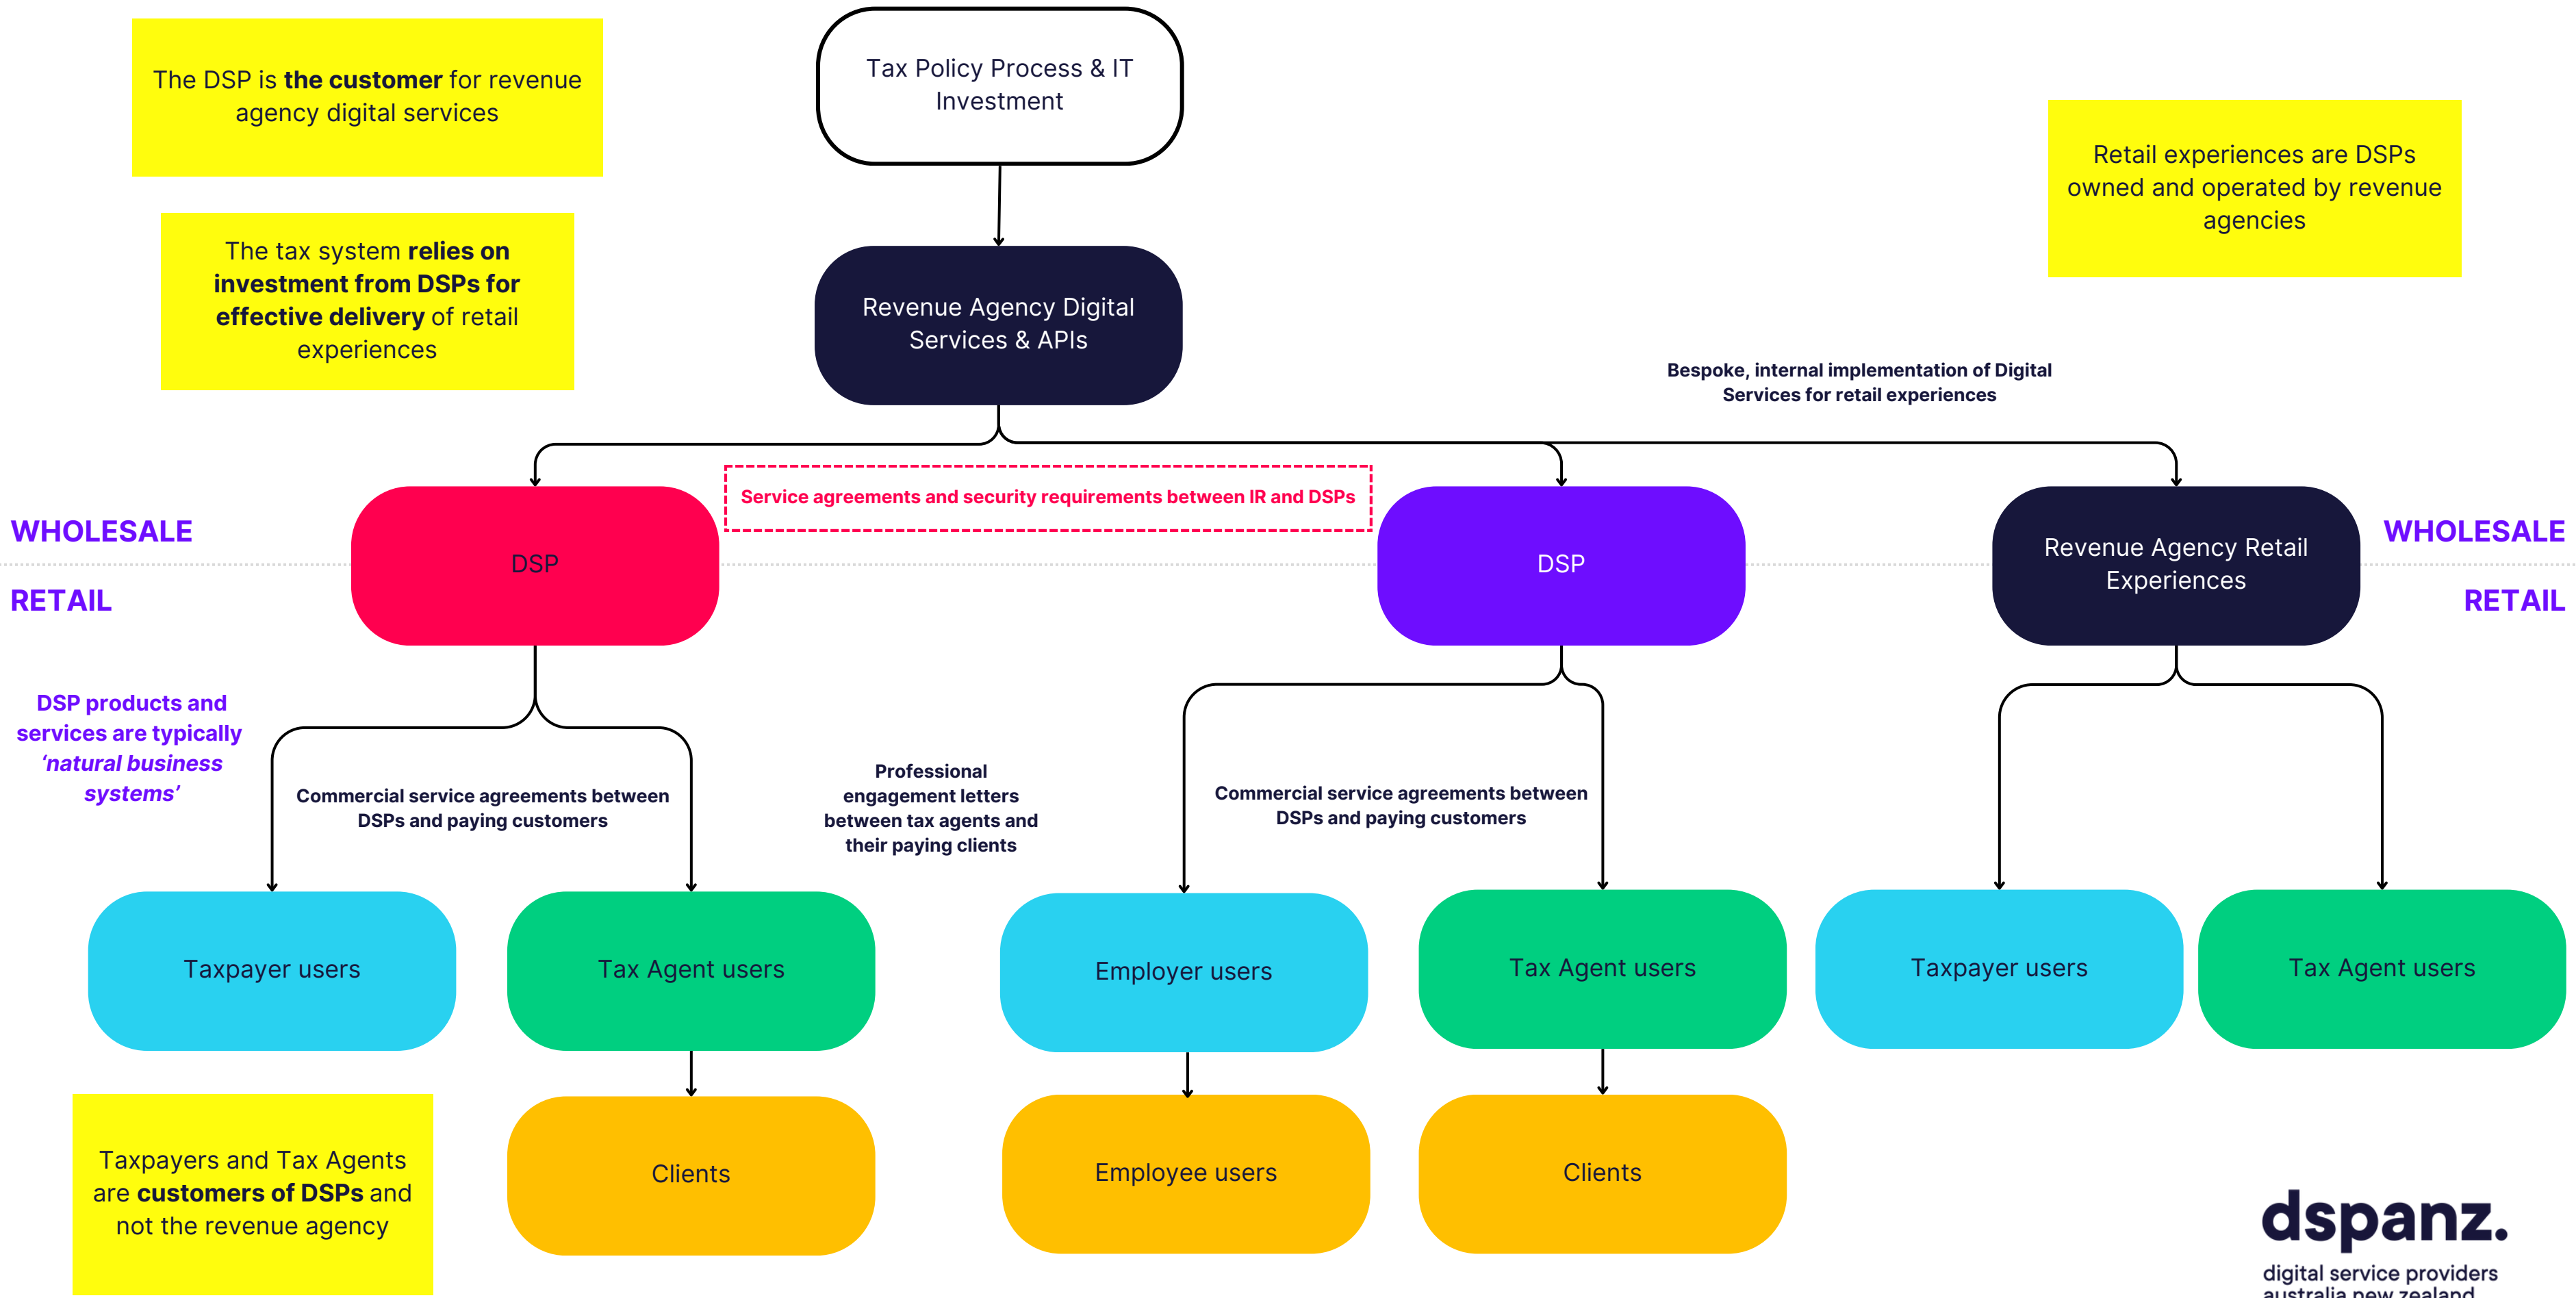 The DSP is the customer for revenue
agency digital services
Tax Policy Process & IT
Investment
Retail experiences are DSPs
owned and operated by revenue
agencies
The tax system relies on
investment from DSPs for
effective delivery of retail
experiences
Revenue Agency Digital
Services & APIs
Bespoke, internal implementation of Digital
Services for retail experiences
Service agreements and security requirements between IR and DSPs
WHOLESALE
WHOLESALE
DSP
DSP
Revenue Agency Retail
Experiences
RETAIL
RETAIL
DSP products and
services are typically
‘natural business
systems’
Commercial service agreements between
DSPs and paying customers
Professional
engagement letters
between tax agents and
their paying clients
Commercial service agreements between
DSPs and paying customers
Taxpayer users
Tax Agent users
Employer users
Tax Agent users
Taxpayer users
Tax Agent users
Taxpayers and Tax Agents
are customers of DSPs and
not the revenue agency
Clients
Employee users
Clients
dspanz.
digital service providers
australia new zealand